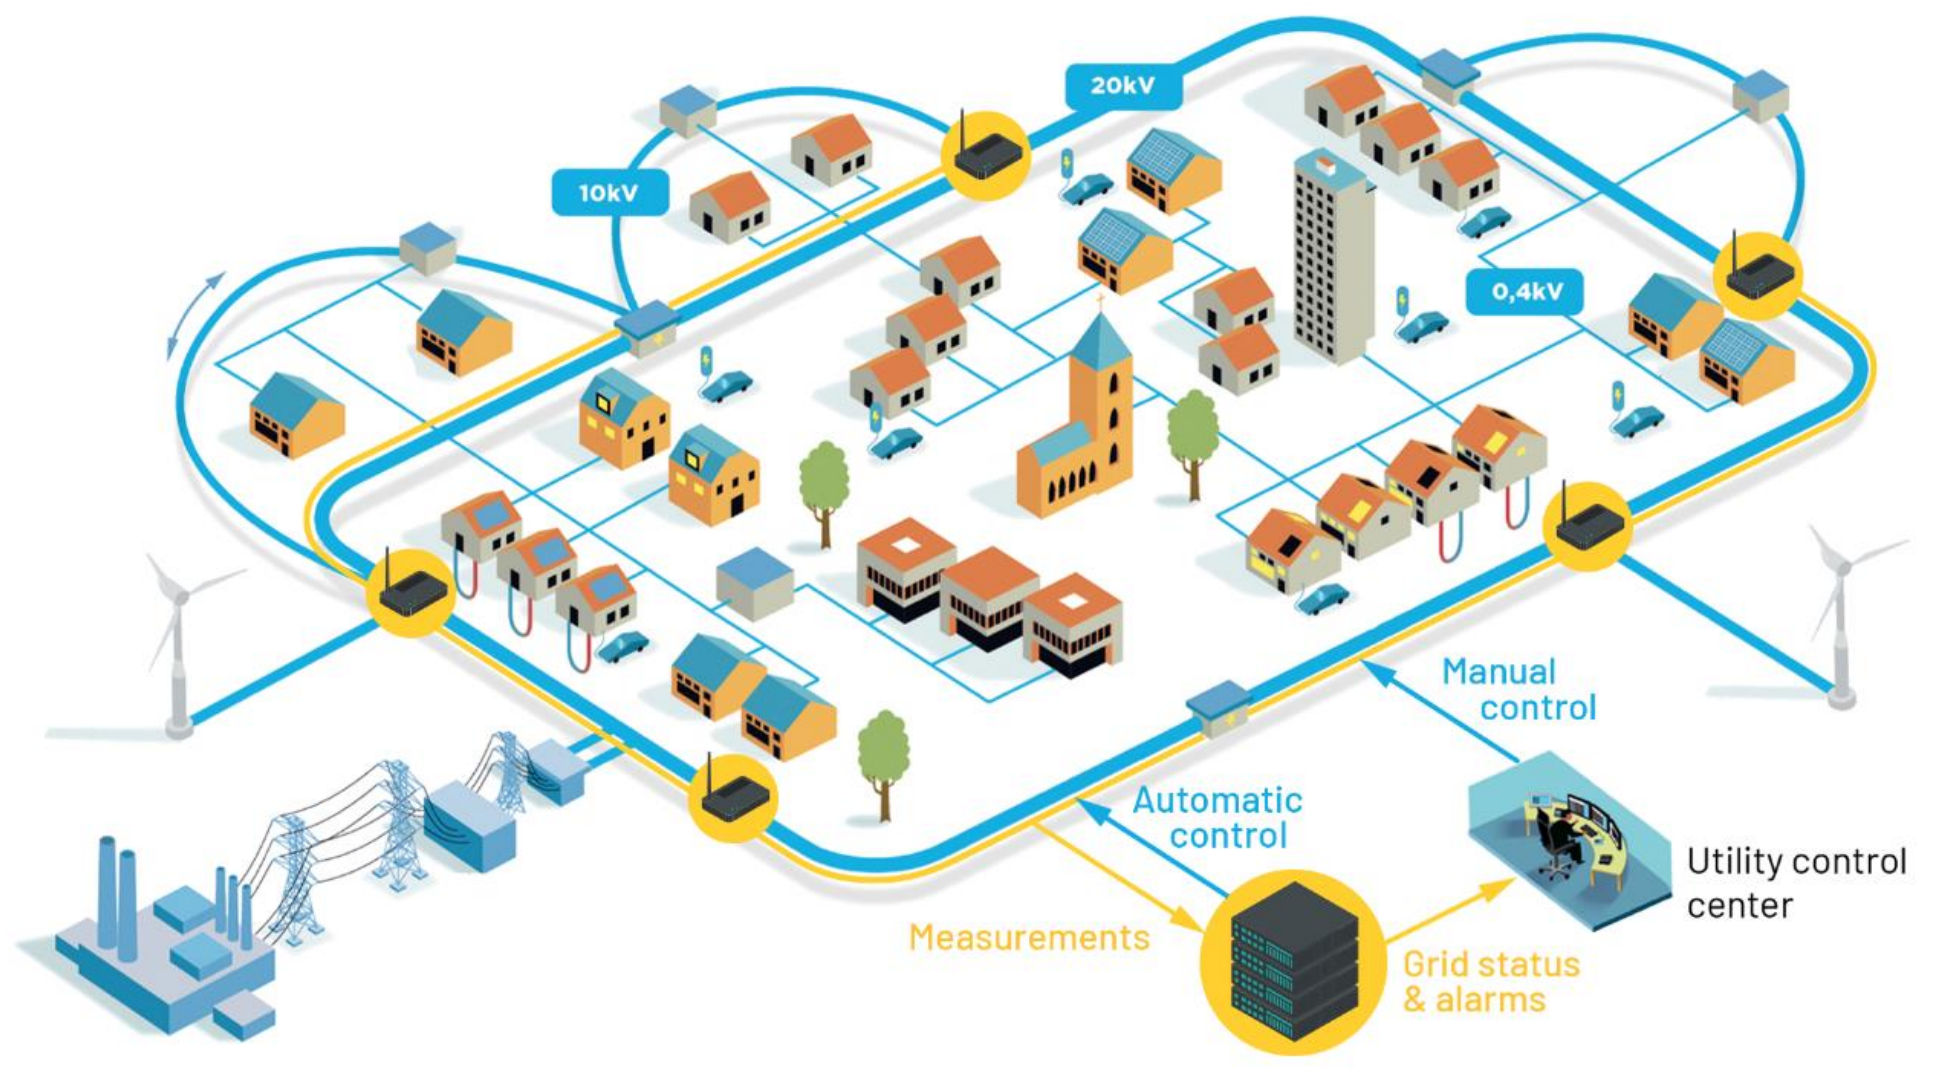 20kV
10kV
0,4kV
Manual
control
Automatic
control
Utility control
center
Measurements
Grid status
& alarms